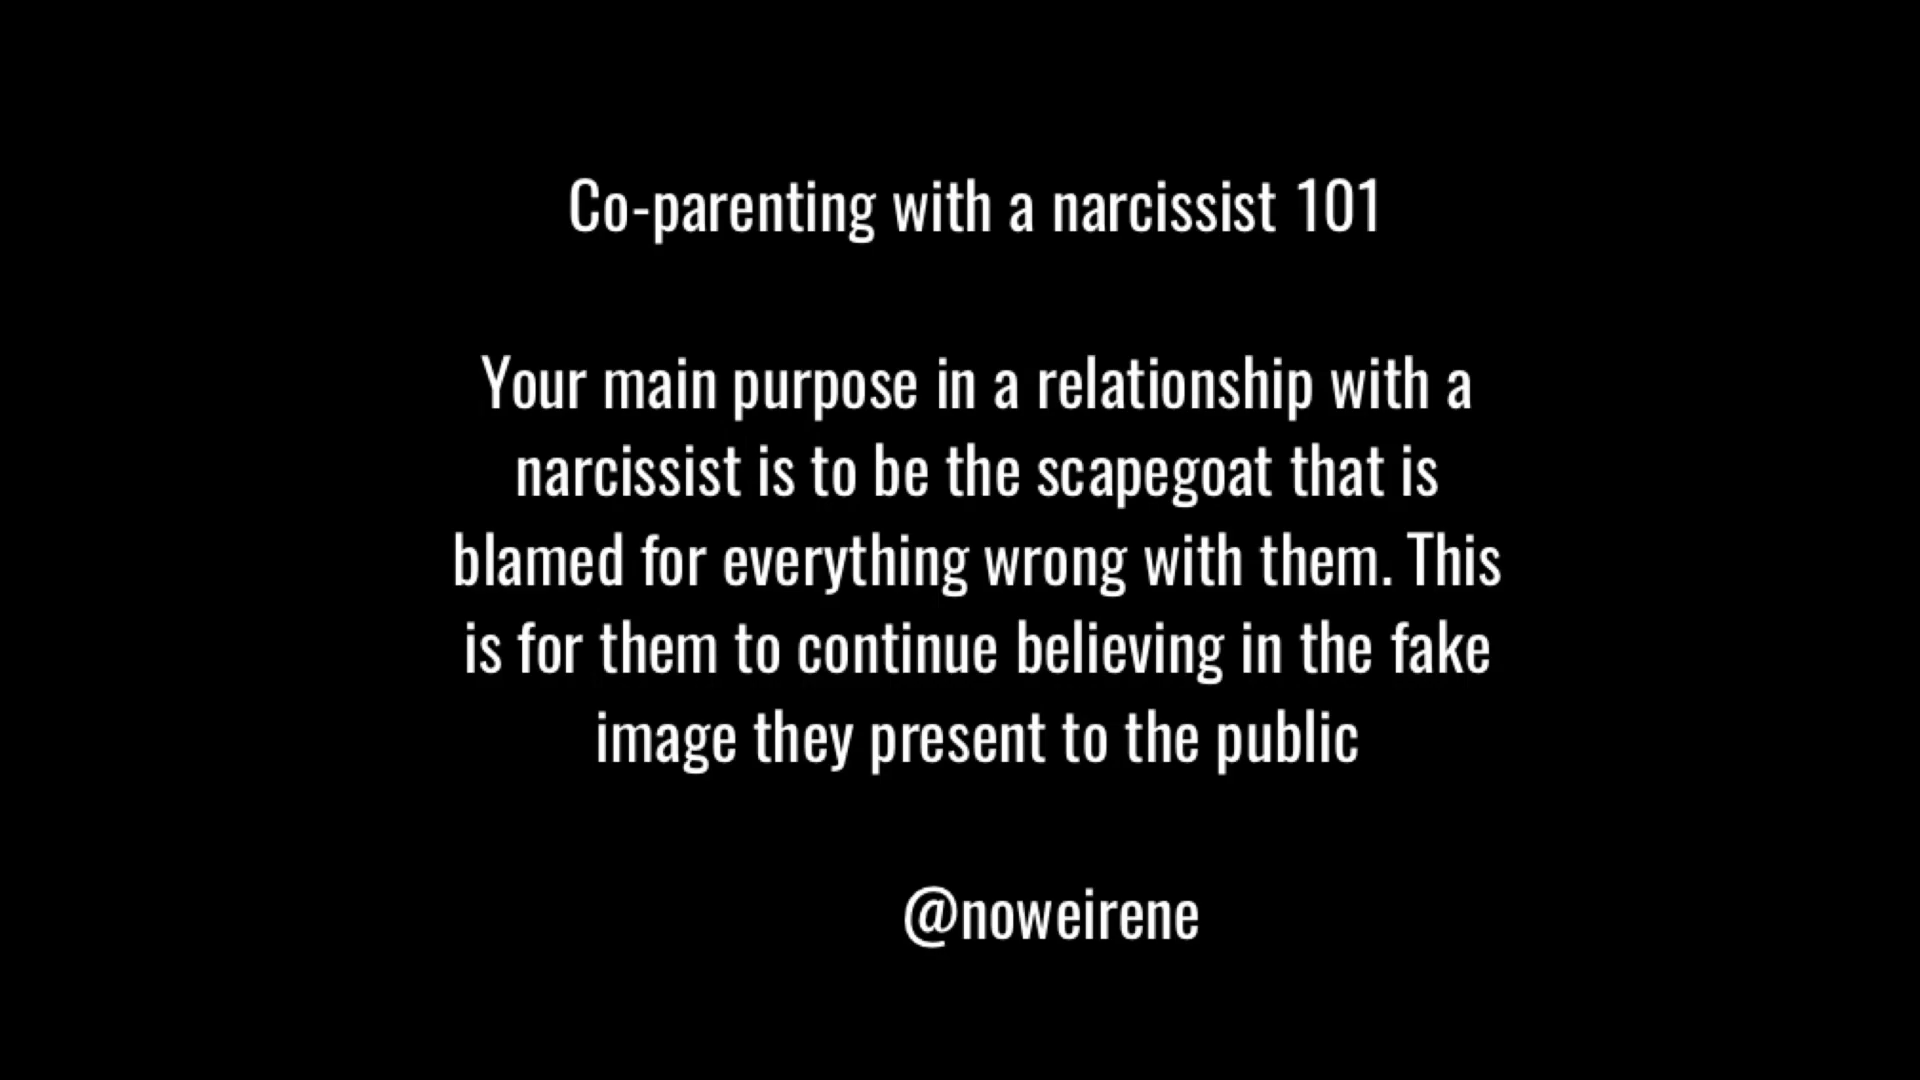 Co-parenting with a narcissist 101
Your main purpose in a relationship with a
narcissist is to be the scapegoat that is
blamed for everything wrong with them. This
is for them to continue believing in the fake
image they present to the public
@noweirene